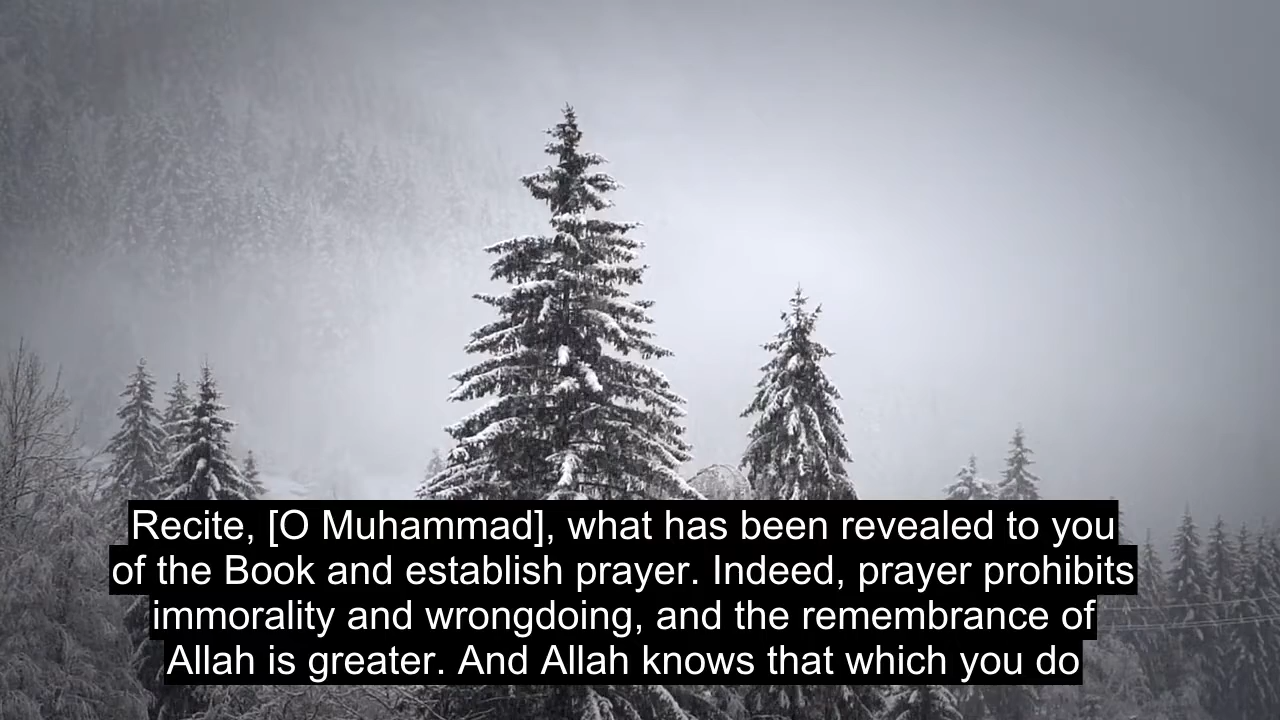 Recite, [O Muhammad], what has been revealed to you
of the Book and establish prayer. Indeed, prayer prohibits
immorality and wrongdoing, and the remembrance of
Allah is greater. And Allah knows that which you do